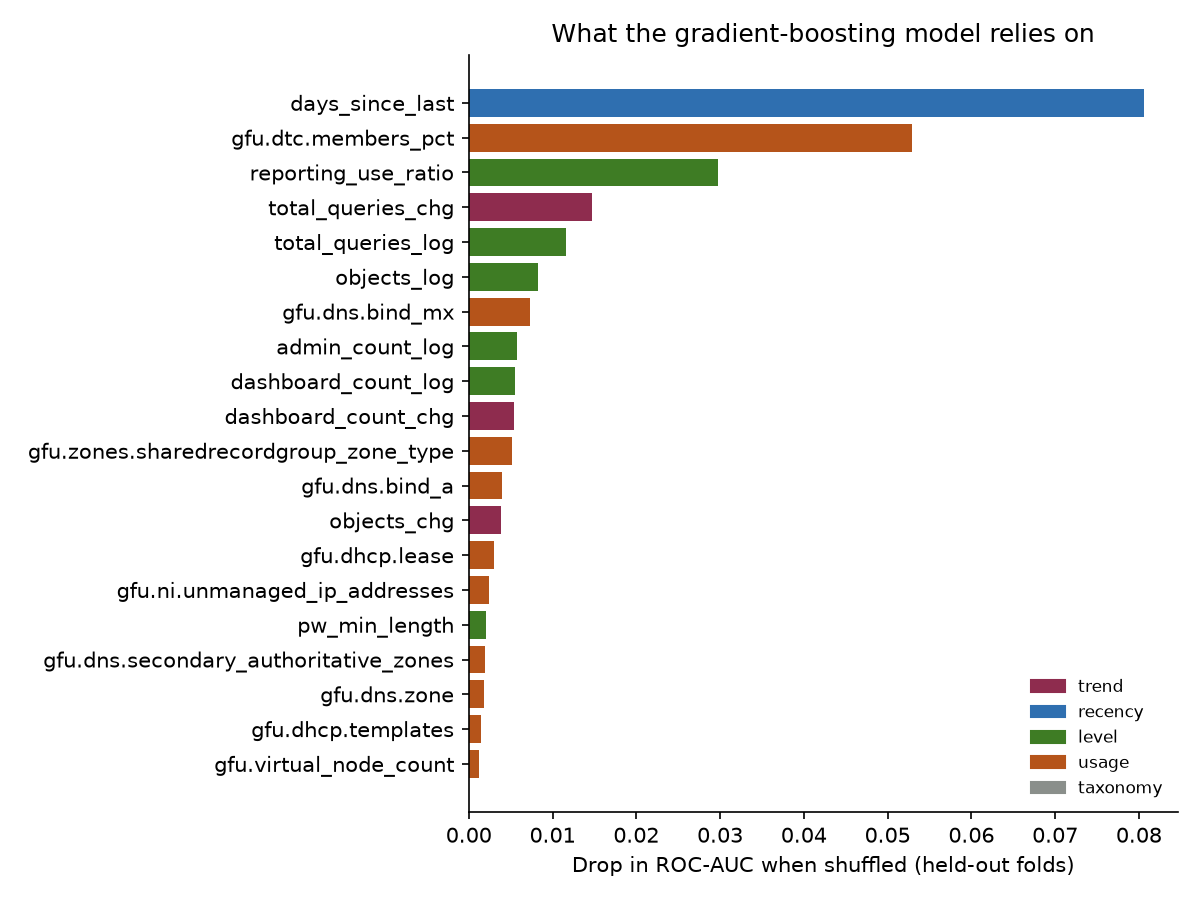 What the gradient-boosting model relies on
days_since_last
gfu.dtc.members_pct
reporting_use_ratio
total_queries_chg
total_queries_log
objects_log
gfu.dns.bind_mx
admin_count_log
dashboard_count_log
dashboard_count_chg
gfu.zones.sharedrecordgroup_zone_type
gfu.dns.bind_a
objects_chg
gfu.dhcp.lease
gfu.ni.unmanaged_ip_addresses
pw_min_length
gfu.dns.secondary_authoritative_zones
gfu.dns.zone
gfu.dhcp.templates
gfu.virtual_node_count
trend
recency
level
usage
taxonomy
0.00 0.01 0.02 0.03 0.04 0.05 0.06 0.07 0.08
Drop in ROC-AUC when shuffled (held-out folds)